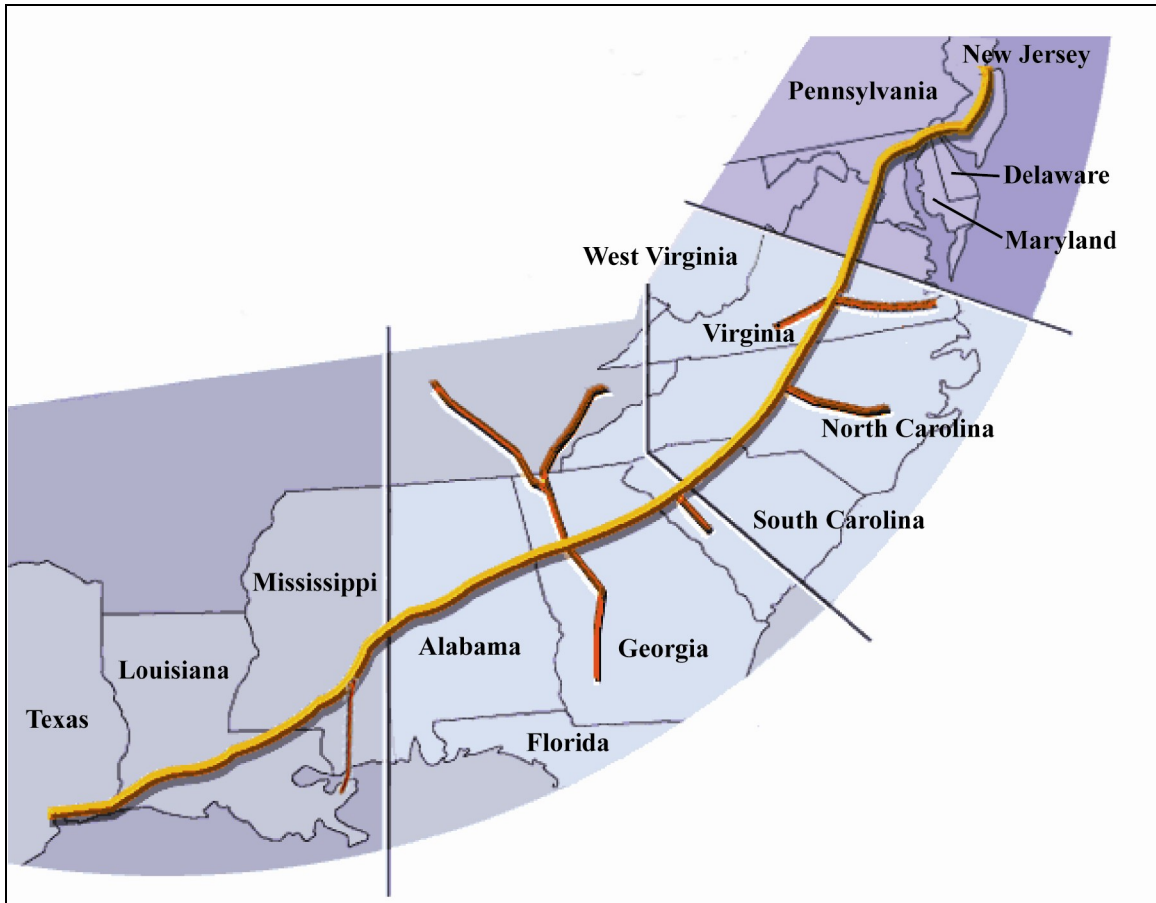 New Jersey
Pennsylvania
Delaware
Maryland
West Virginia
Virginia
North Carolina
South Carolina
Mississippi
Alabama
Georgia
Louisiana
Texas
Florida